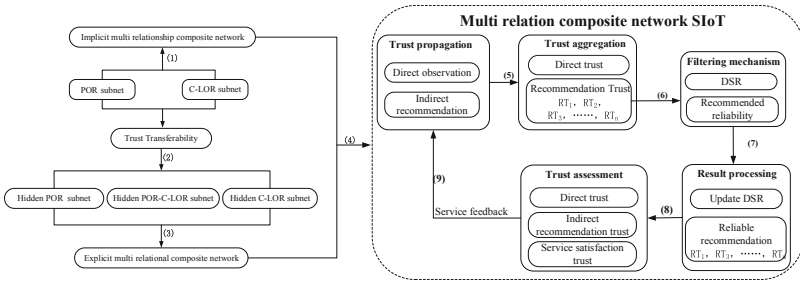 Multi relation composite network SIoT
Implicit multi relationship composite network
(1)
POR subnet
C-LOR subnet
Trust Transferability
(2)
Hidden POR subnet
Hidden POR-C-LOR subnet
Hidden C-LOR subnet
(3)
Explicit multi relational composite network
(4)
Trust propagation
Direct observation
Indirect recommendation
(5)
Trust aggregation
Direct trust
Recommendation Trust
RT1, RT2,
RT3, ……, RTn
(6)
Filtering mechanism
DSR
Recommended
reliability
(7)
Result processing
Update DSR
Reliable
recommendation
RT1, RT3, ……, RT
(8)
Trust assessment
Direct trust
Indirect
recommendation trust
Service satisfaction
trust
(9)
Service feedback